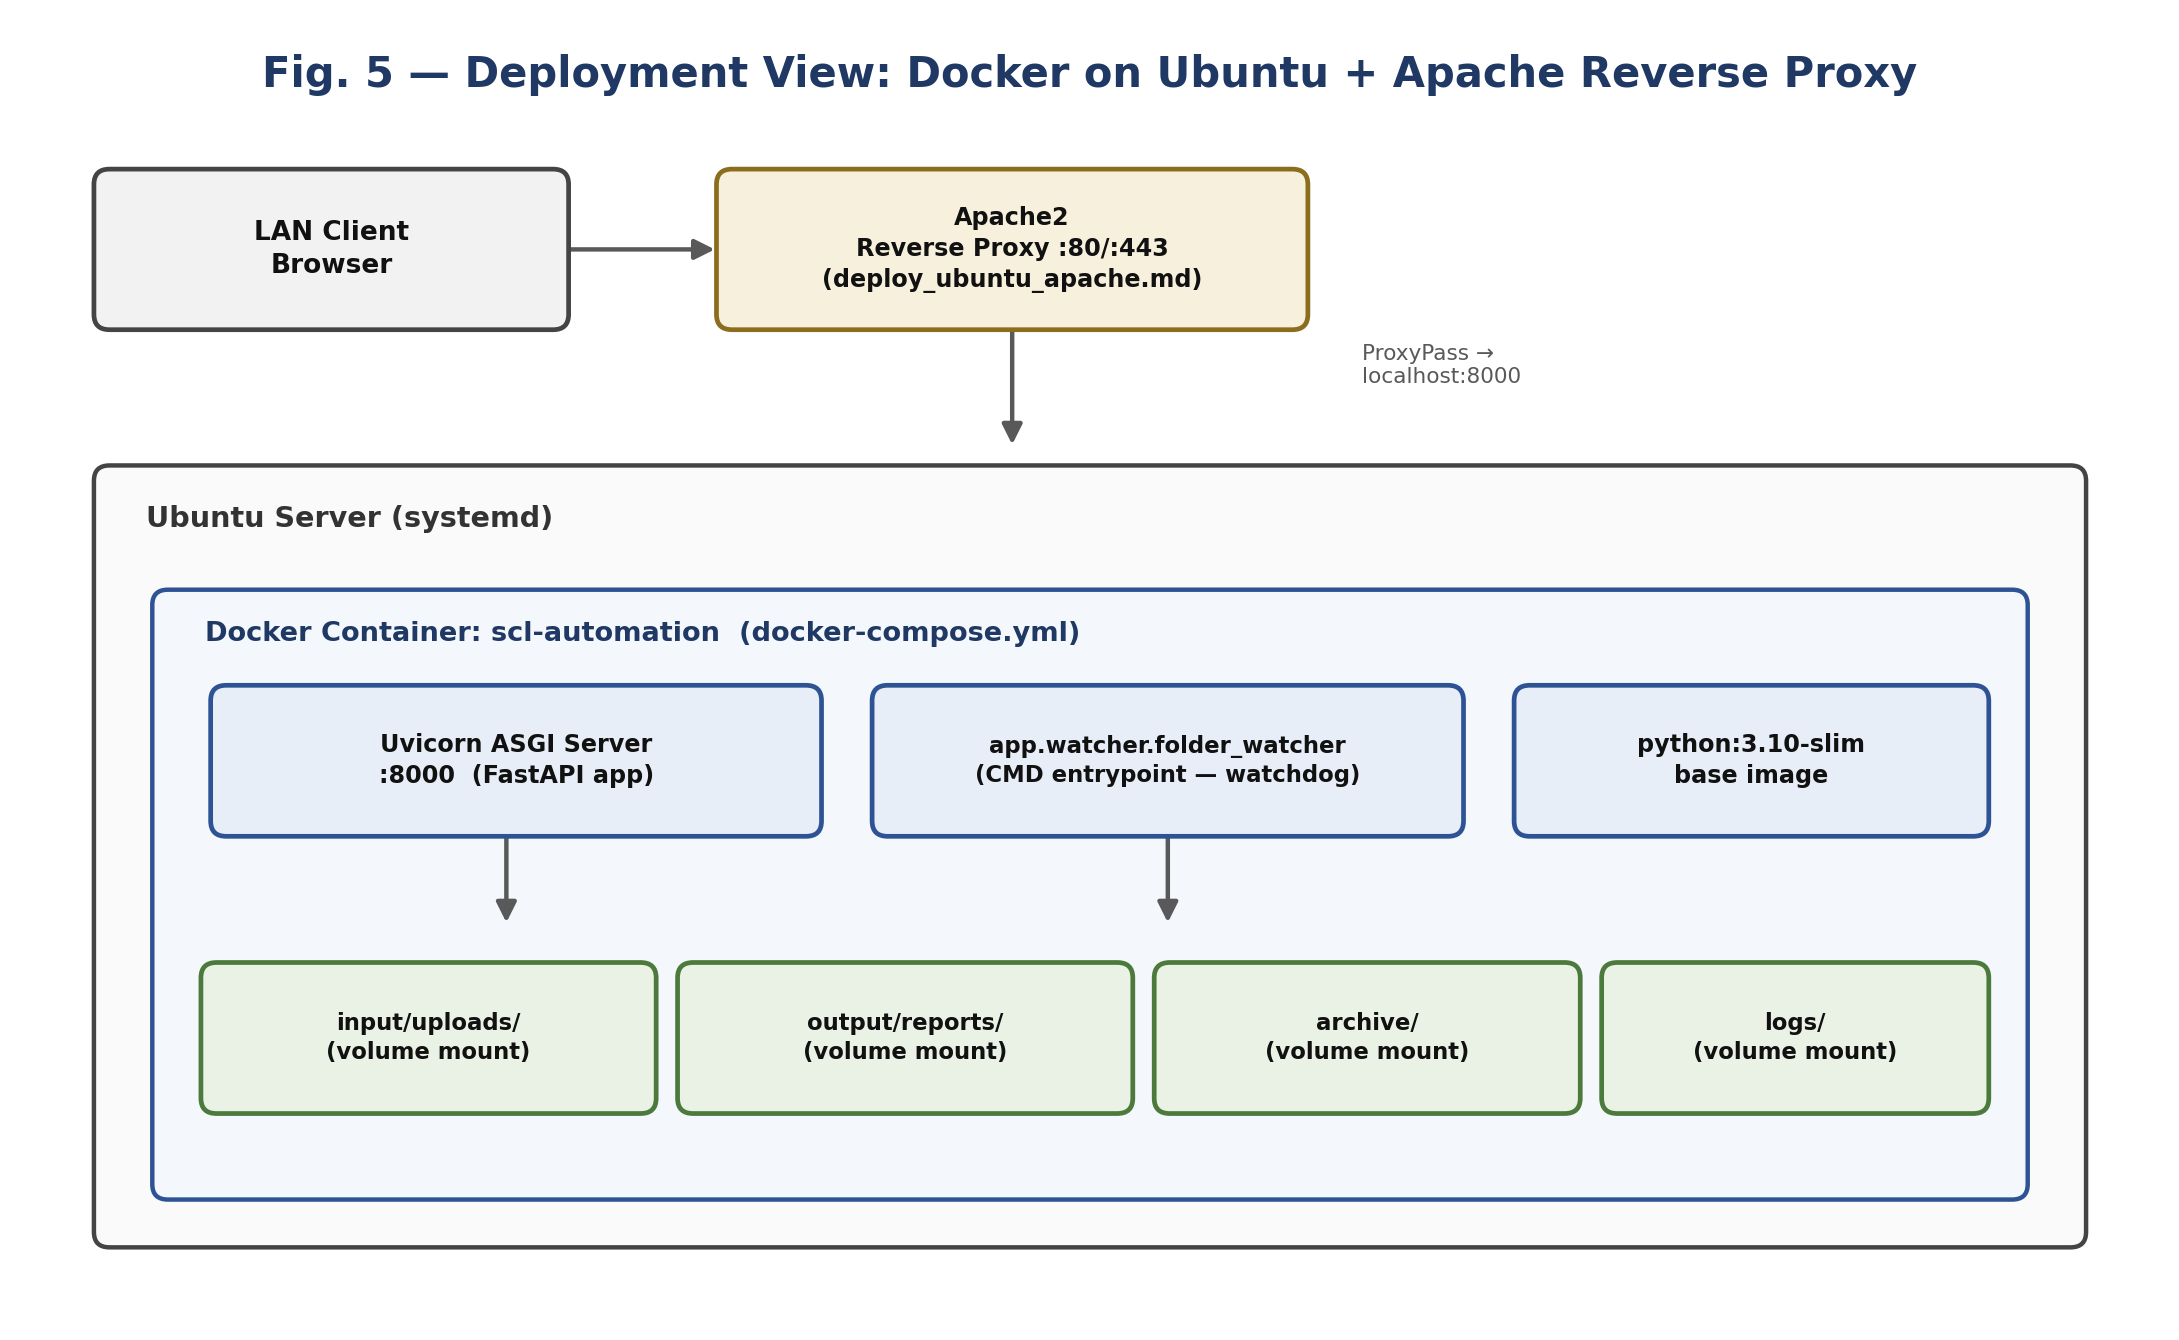 Fig. 5 — Deployment View: Docker on Ubuntu + Apache Reverse Proxy
LAN Client
Browser
Apache2
Reverse Proxy :80/:443
(deploy_ubuntu_apache.md)
ProxyPass →
localhost:8000
Ubuntu Server (systemd)
Docker Container: scl-automation  (docker-compose.yml)
Uvicorn ASGI Server
:8000  (FastAPI app)
app.watcher.folder_watcher
(CMD entrypoint — watchdog)
python:3.10-slim
base image
input/uploads/
(volume mount)
output/reports/
(volume mount)
archive/
(volume mount)
logs/
(volume mount)